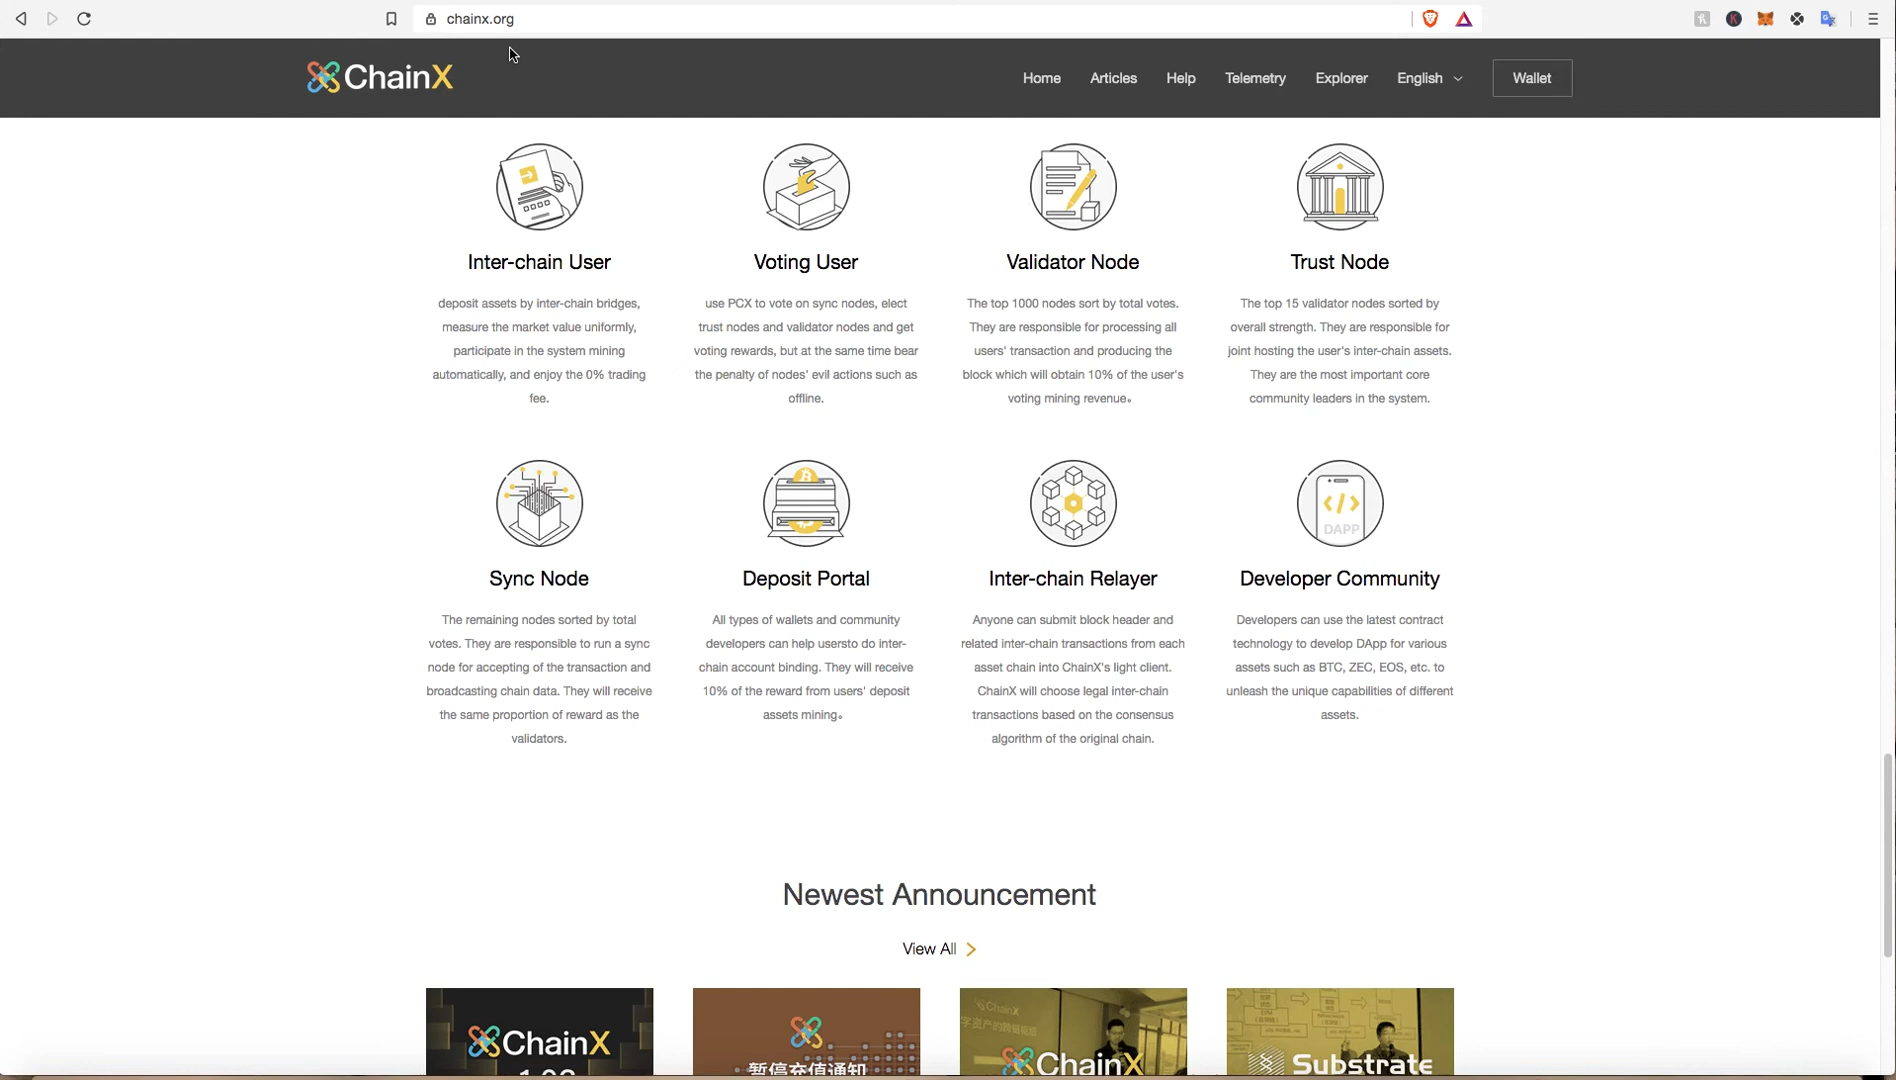 chainx.org
ChainX
Home Articles Help Telemetry Explorer English Wallet
Inter-chain User
deposit assets by inter-chain bridges,
measure the market value uniformly,
participate in the system mining
automatically, and enjoy the 0% trading
fee.
Voting User
use PCX to vote on sync nodes, elect
trust nodes and validator nodes and get
voting rewards, but at the same time bear
the penalty of nodes' evil actions such as
offline.
Validator Node
The top 1000 nodes sort by total votes.
They are responsible for processing all
users' transaction and producing the
block which will obtain 10% of the user's
voting mining revenue。
Trust Node
The top 15 validator nodes sorted by
overall strength. They are responsible for
joint hosting the user's inter-chain assets.
They are the most important core
community leaders in the system.
Sync Node
The remaining nodes sorted by total
votes. They are responsible to run a sync
node for accepting of the transaction and
broadcasting chain data. They will receive
the same proportion of reward as the
validators.
Deposit Portal
All types of wallets and community
developers can help usersto do inter-
chain account binding. They will receive
10% of the reward from users' deposit
assets mining。
Inter-chain Relayer
Anyone can submit block header and
related inter-chain transactions from each
asset chain into ChainX's light client.
ChainX will choose legal inter-chain
transactions based on the consensus
algorithm of the original chain.
DAPP
Developer Community
Developers can use the latest contract
technology to develop DApp for various
assets such as BTC, ZEC, EOS, etc. to
unleash the unique capabilities of different
assets.
Newest Announcement
View All
ChainX
暂停充值通知
ChainX
ChainX
Substrate